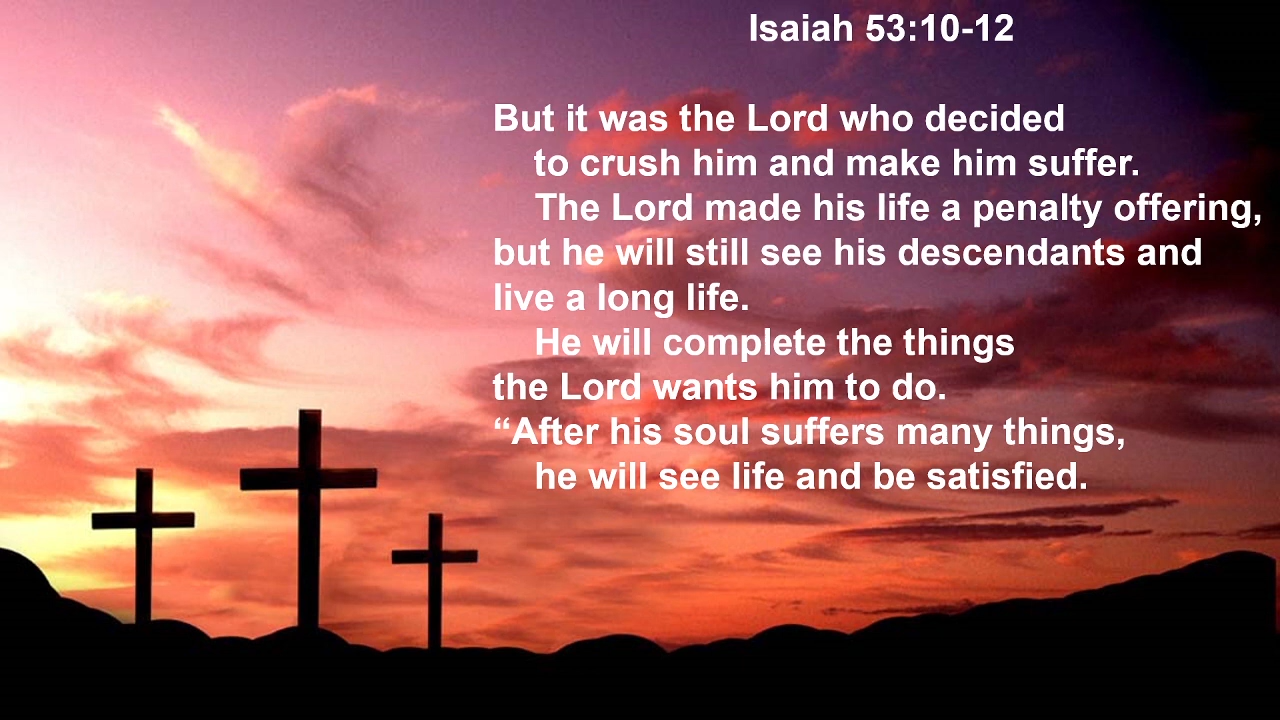 Isaiah 53:10-12
But it was the Lord who decided
to crush him and make him suffer.
The Lord made his life a penalty offering,
but he will still see his descendants and
live a long life.
He will complete the things
the Lord wants him to do.
“After his soul suffers many things,
he will see life and be satisfied.